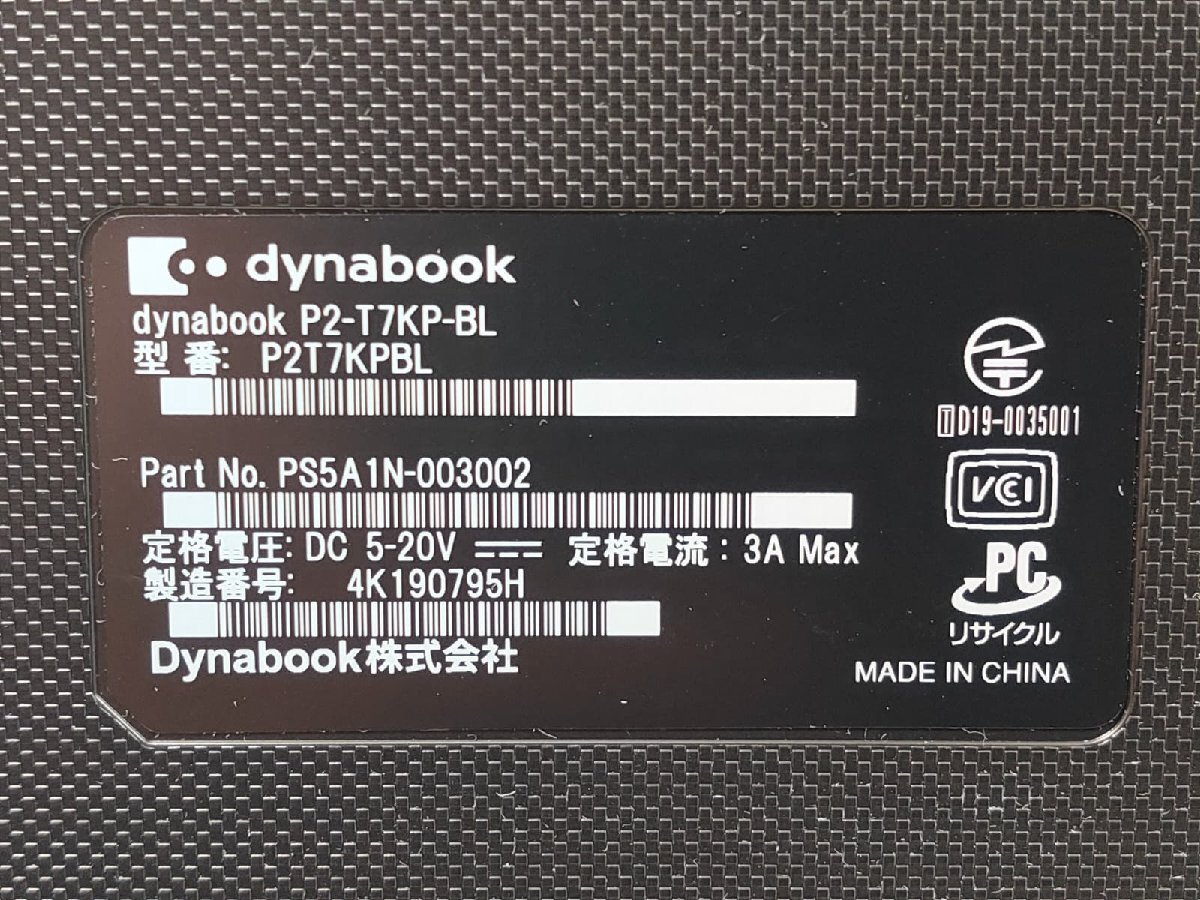 dynabook
dynabook P2-T7KP-BL
型 番: P2T7KPBL
Part No. PS5A1N-003002
定格電圧: DC 5-20V 定格電流: 3A Max
製造番号: 4K190795H
Dynabook株式会社
T D19-0035001
VCI
PC
リサイクル
MADE IN CHINA